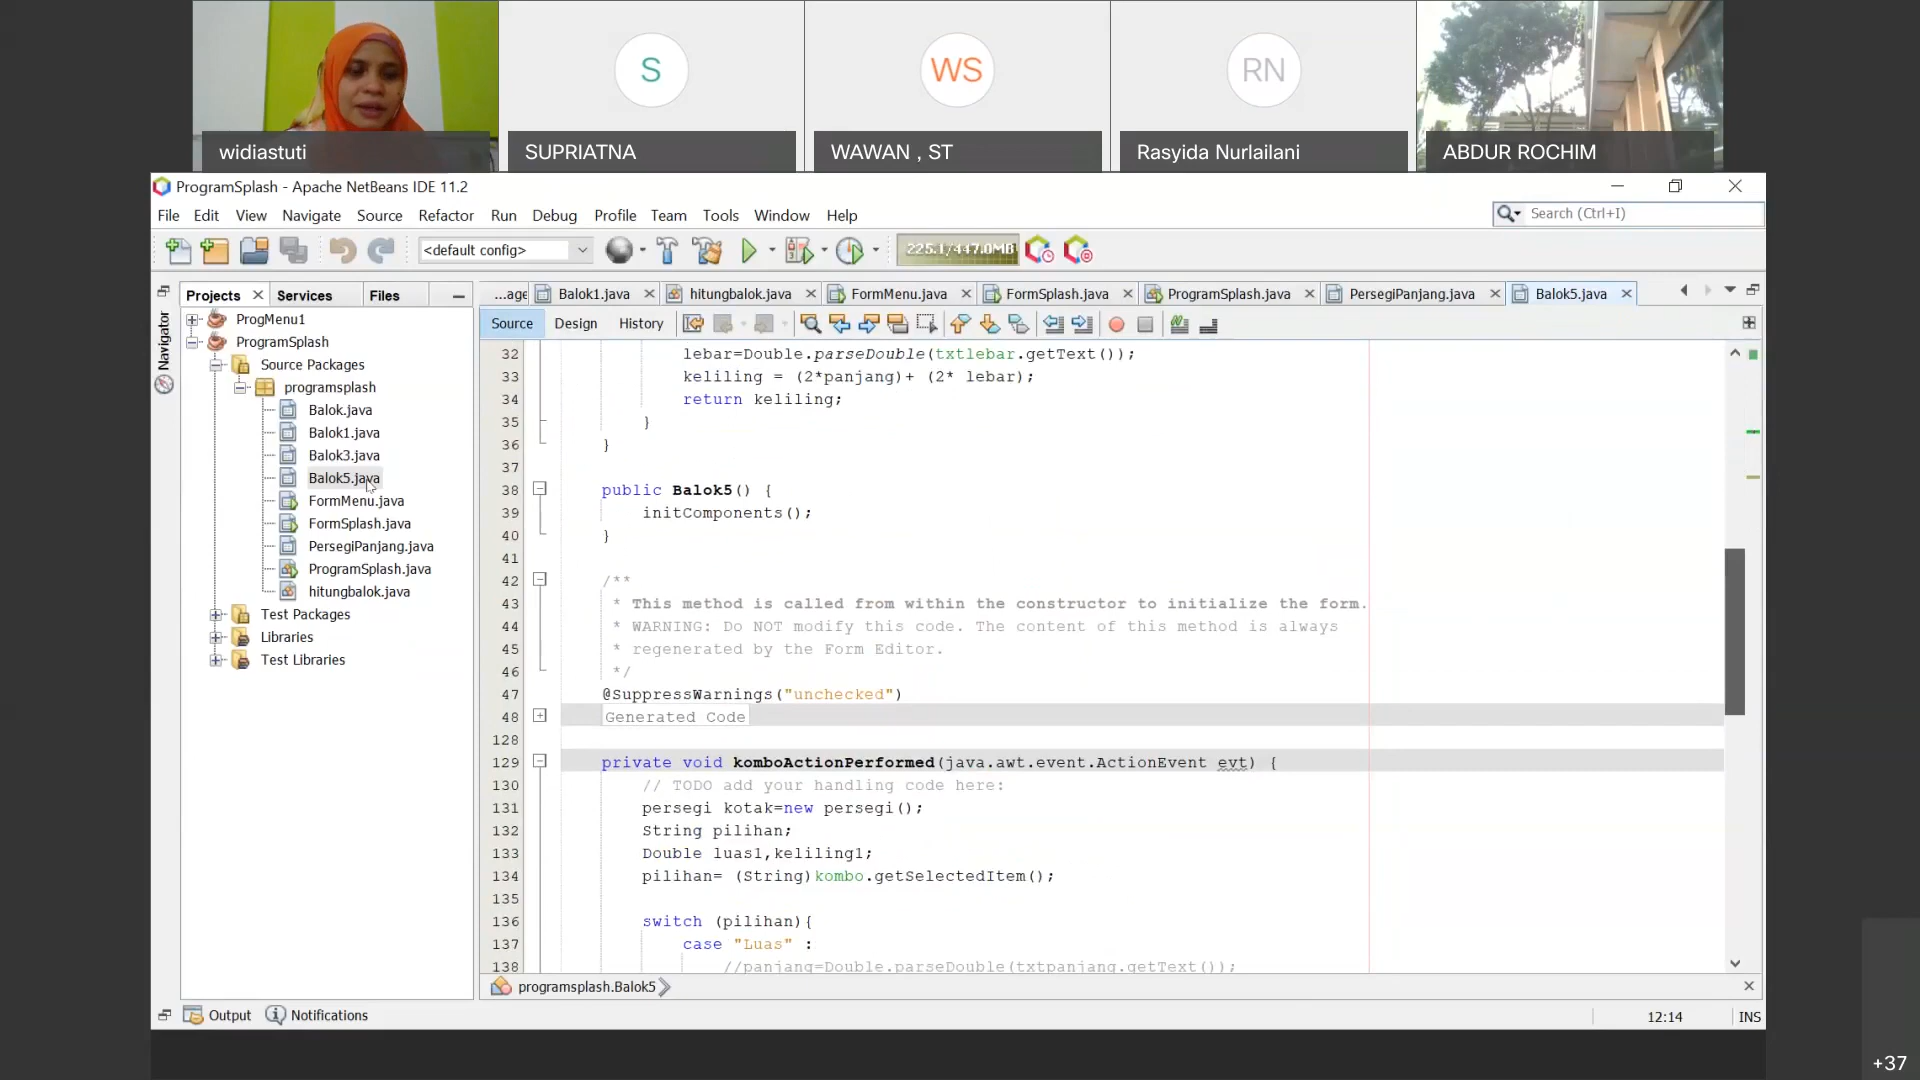 S
WS
RN
widiastuti
SUPRIATNA
WAWAN , ST
Rasyida Nurlailani
ABDUR ROCHIM
ProgramSplash - Apache NetBeans IDE 11.2
File Edit View Navigate Source Refactor Run Debug Profile Team Tools Window Help
Search (Ctrl+I)
<default config>
225.1/447.0MB
Projects
Services
Files
...age
Balok1.java
hitungbalok.java
FormMenu.java
FormSplash.java
ProgramSplash.java
PersegiPanjang.java
Balok5.java
Source
Design
History
Navigator
ProgMenu1
ProgramSplash
Source Packages
programsplash
Balok.java
Balok1.java
Balok3.java
Balok5.java
FormMenu.java
FormSplash.java
PersegiPanjang.java
ProgramSplash.java
hitungbalok.java
Test Packages
Libraries
Test Libraries
32 lebar=Double.parseDouble(txtlebar.getText());
33 keliling = (2*panjang)+ (2* lebar);
34 return keliling;
35 }
36 }
37
38 public Balok5() {
39 initComponents();
40 }
41
42 /**
43 * This method is called from within the constructor to initialize the form.
44 * WARNING: Do NOT modify this code. The content of this method is always
45 * regenerated by the Form Editor.
46 */
47 @SuppressWarnings("unchecked")
48 Generated Code
128
129 private void komboActionPerformed(java.awt.event.ActionEvent evt) {
130 // TODO add your handling code here:
131 persegi kotak=new persegi();
132 String pilihan;
133 Double luas1,keliling1;
134 pilihan= (String)kombo.getSelectedItem();
135
136 switch (pilihan){
137 case "Luas" :
138 //panjang=Double.parseDouble(txtpanjang.getText());
programsplash.Balok5
Output
Notifications
12:14
INS
+37